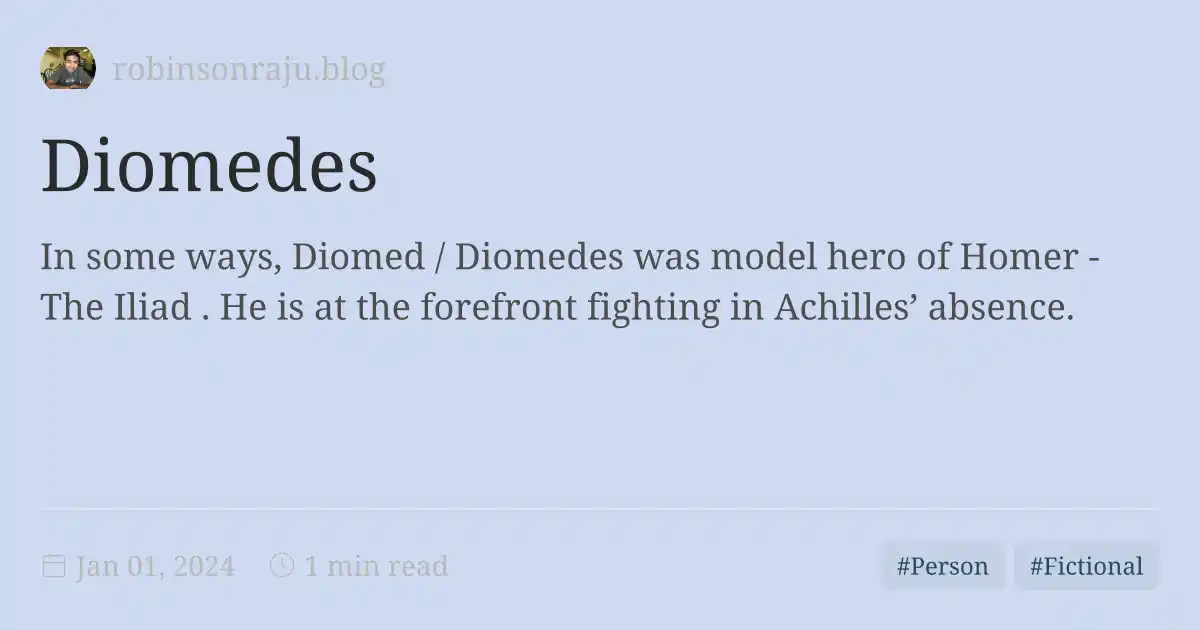 robinsonraju.blog
Diomedes
In some ways, Diomed / Diomedes was model hero of Homer -
The Iliad . He is at the forefront fighting in Achilles’ absence.
Jan 01, 2024 1 min read #Person #Fictional